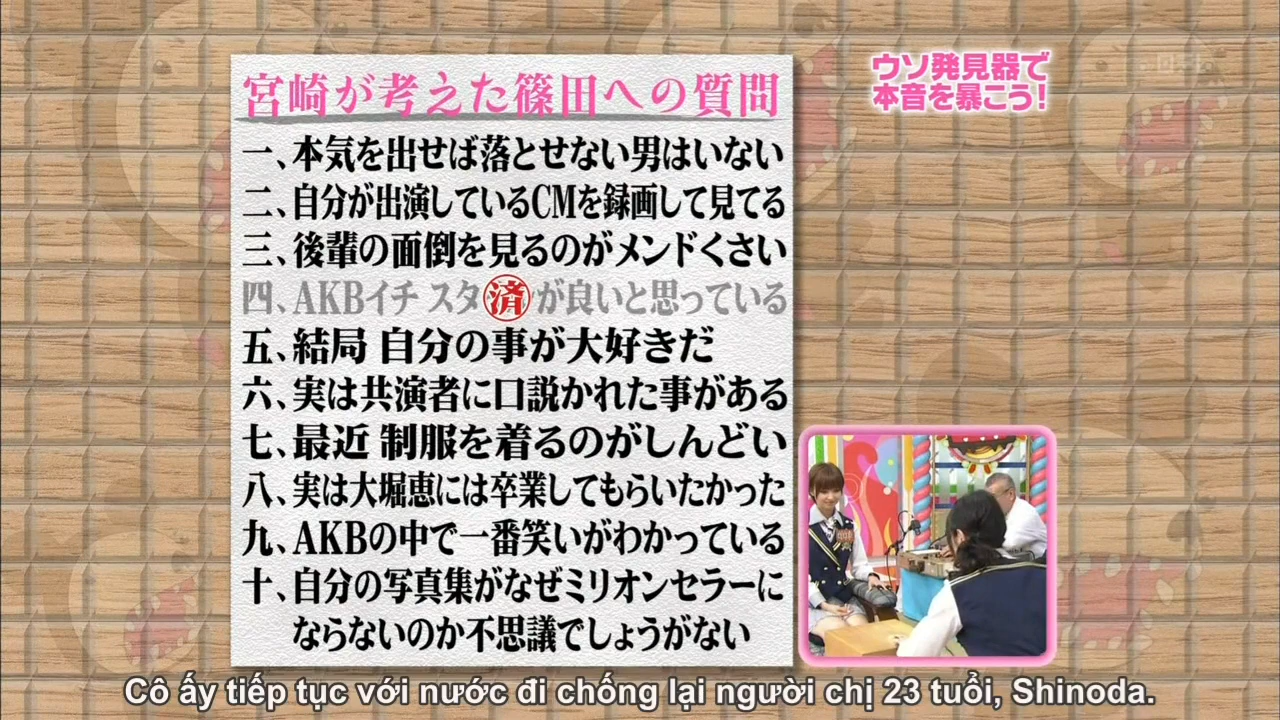 ウソ発見器で
本音を暴こう！
宮崎が考えた篠田への質問
一、本気を出せば落とせない男はいない
二、自分が出演しているCMを録画して見てる
三、後輩の面倒を見るのがメンドくさい
四、AKBイチ スタ 済 が良いと思っている
五、結局 自分の事が大好きだ
六、実は共演者に口説かれた事がある
七、最近 制服を着るのがしんどい
八、実は大堀恵には卒業してもらいたかった
九、AKBの中で一番笑いがわかっている
十、自分の写真集がなぜミリオンセラーに
ならないのか不思議でしょうがない
Cô ấy tiếp tục với nước đi chống lại người chị 23 tuổi, Shinoda.